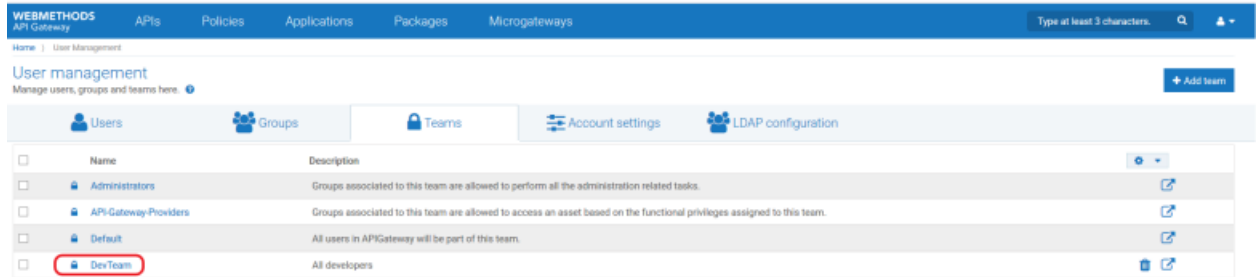 WEBMETHODS
API Gateway
APIs Policies Applications Packages Microgateways
Type at least 3 characters.
Home | User Management
User management
Manage users, groups and teams here.
+ Add team
Users Groups Teams Account settings LDAP configuration
Name Description
Administrators Groups associated to this team are allowed to perform all the administration related tasks.
API-Gateway-Providers Groups associated to this team are allowed to access an asset based on the functional privileges assigned to this team.
Default All users in APIGateway will be part of this team.
DevTeam All developers